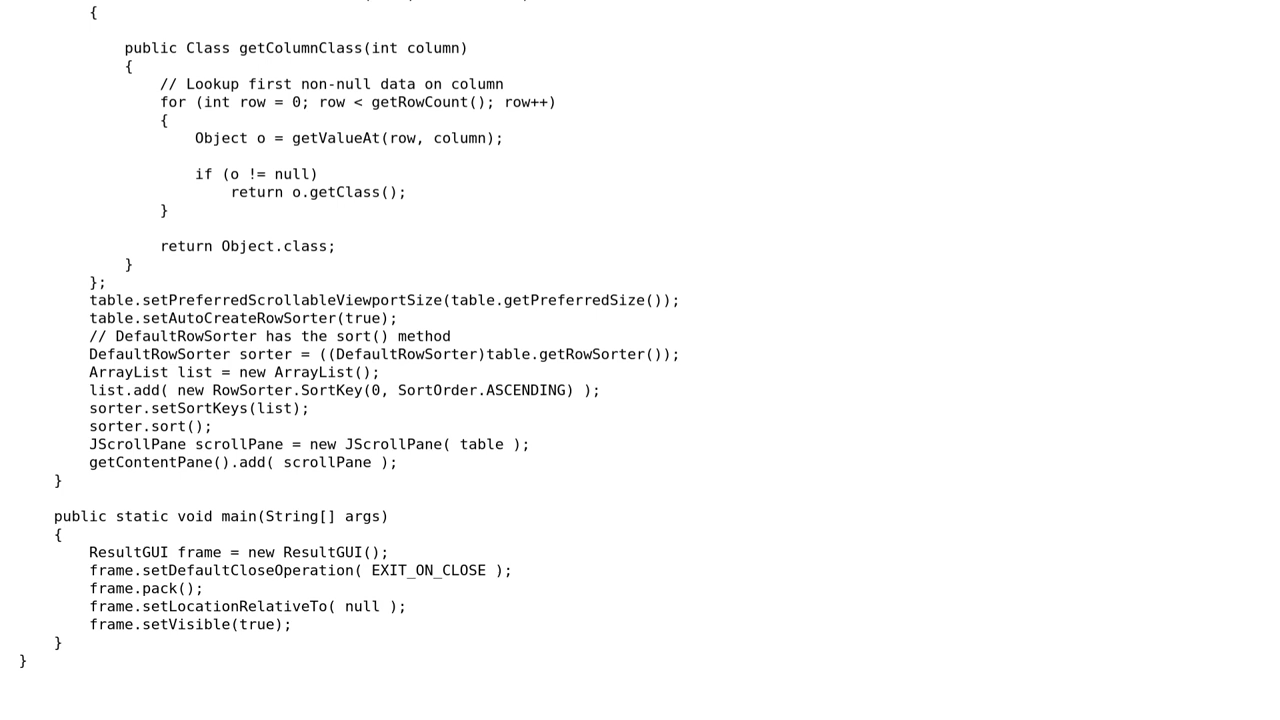 {
public Class getColumnClass(int column)
{
// Lookup first non-null data on column
for (int row = 0; row < getRowCount(); row++)
{
Object o = getValueAt(row, column);
if (o != null)
return o.getClass();
}
return Object.class;
}
};
table.setPreferredScrollableViewportSize(table.getPreferredSize());
table.setAutoCreateRowSorter(true);
// DefaultRowSorter has the sort() method
DefaultRowSorter sorter = ((DefaultRowSorter)table.getRowSorter());
ArrayList list = new ArrayList();
list.add( new RowSorter.SortKey(0, SortOrder.ASCENDING) );
sorter.setSortKeys(list);
sorter.sort();
JScrollPane scrollPane = new JScrollPane( table );
getContentPane().add( scrollPane );
}
public static void main(String[] args)
{
ResultGUI frame = new ResultGUI();
frame.setDefaultCloseOperation( EXIT_ON_CLOSE );
frame.pack();
frame.setLocationRelativeTo( null );
frame.setVisible(true);
}
}